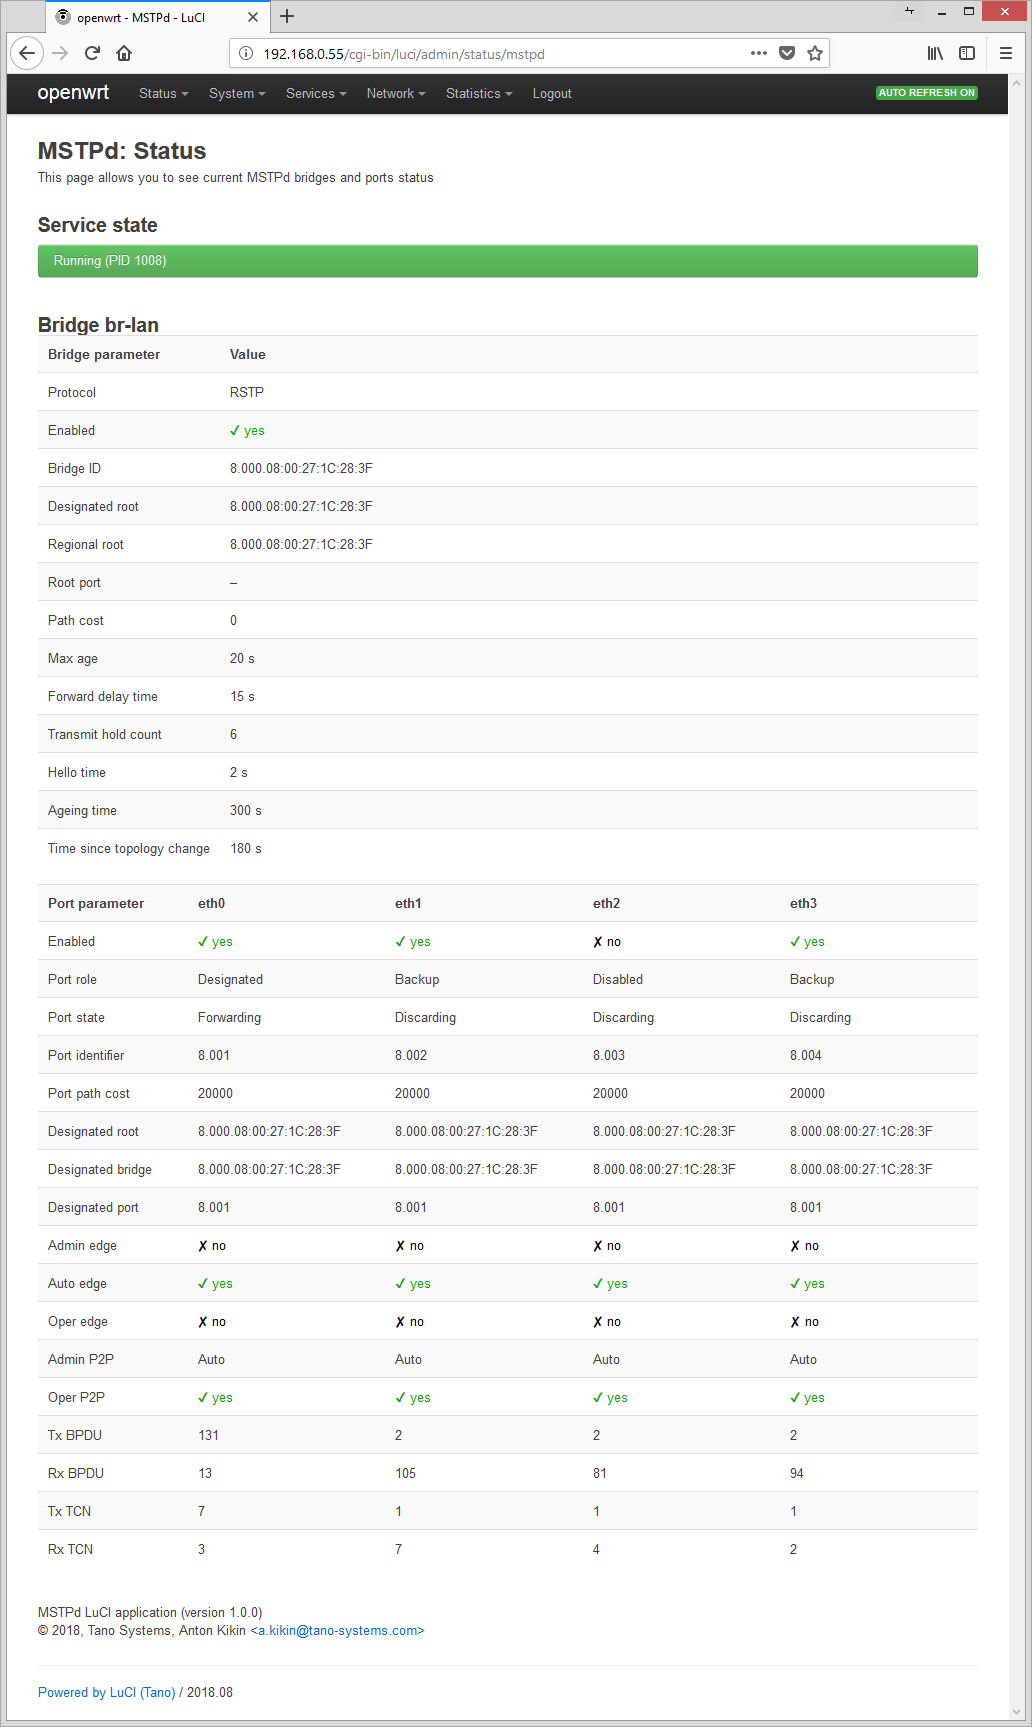 openwrt - MSTPd - LuCI
192.168.0.55/cgi-bin/luci/admin/status/mstpd
openwrt Status System Services Network Statistics Logout AUTO REFRESH ON
MSTPd: Status
This page allows you to see current MSTPd bridges and ports status
Service state
Running (PID 1008)
Bridge br-lan
Bridge parameter Value
Protocol RSTP
Enabled ✓ yes
Bridge ID 8.000.08:00:27:1C:28:3F
Designated root 8.000.08:00:27:1C:28:3F
Regional root 8.000.08:00:27:1C:28:3F
Root port –
Path cost 0
Max age 20 s
Forward delay time 15 s
Transmit hold count 6
Hello time 2 s
Ageing time 300 s
Time since topology change 180 s
Port parameter eth0 eth1 eth2 eth3
Enabled ✓ yes ✓ yes ✗ no ✓ yes
Port role Designated Backup Disabled Backup
Port state Forwarding Discarding Discarding Discarding
Port identifier 8.001 8.002 8.003 8.004
Port path cost 20000 20000 20000 20000
Designated root 8.000.08:00:27:1C:28:3F 8.000.08:00:27:1C:28:3F 8.000.08:00:27:1C:28:3F 8.000.08:00:27:1C:28:3F
Designated bridge 8.000.08:00:27:1C:28:3F 8.000.08:00:27:1C:28:3F 8.000.08:00:27:1C:28:3F 8.000.08:00:27:1C:28:3F
Designated port 8.001 8.001 8.001 8.001
Admin edge ✗ no ✗ no ✗ no ✗ no
Auto edge ✓ yes ✓ yes ✓ yes ✓ yes
Oper edge ✗ no ✗ no ✗ no ✗ no
Admin P2P Auto Auto Auto Auto
Oper P2P ✓ yes ✓ yes ✓ yes ✓ yes
Tx BPDU 131 2 2 2
Rx BPDU 13 105 81 94
Tx TCN 7 1 1 1
Rx TCN 3 7 4 2
MSTPd LuCI application (version 1.0.0)
© 2018, Tano Systems, Anton Kikin <a.kikin@tano-systems.com>
Powered by LuCI (Tano) / 2018.08